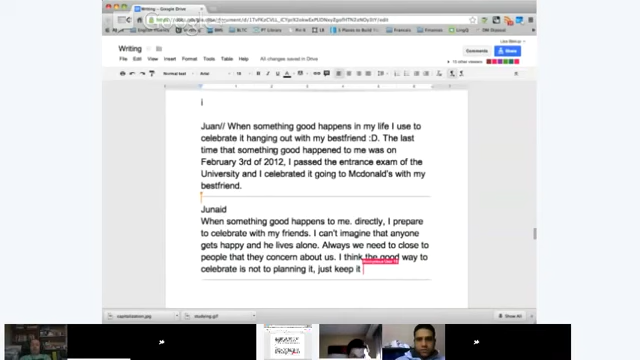 Writing - Google Drive
Writing
File Edit View Insert Format Tools Table Help All changes saved in Drive
Comments
Share
Normal text
i
Juan// When something good happens in my life I use to
celebrate it hanging out with my bestfriend :D. The last
time that something good happened to me was on
February 3rd of 2012, I passed the entrance exam of the
University and I celebrated it going to Mcdonald's with my
bestfriend.
Junaid
When something good happens to me. directly, I prepare
to celebrate with my friends. I can't imagine that anyone
gets happy and he lives alone. Always we need to close to
people that they concern about us. I think the good way to
celebrate is not to planning it, just keep it
studying.gif
Show All